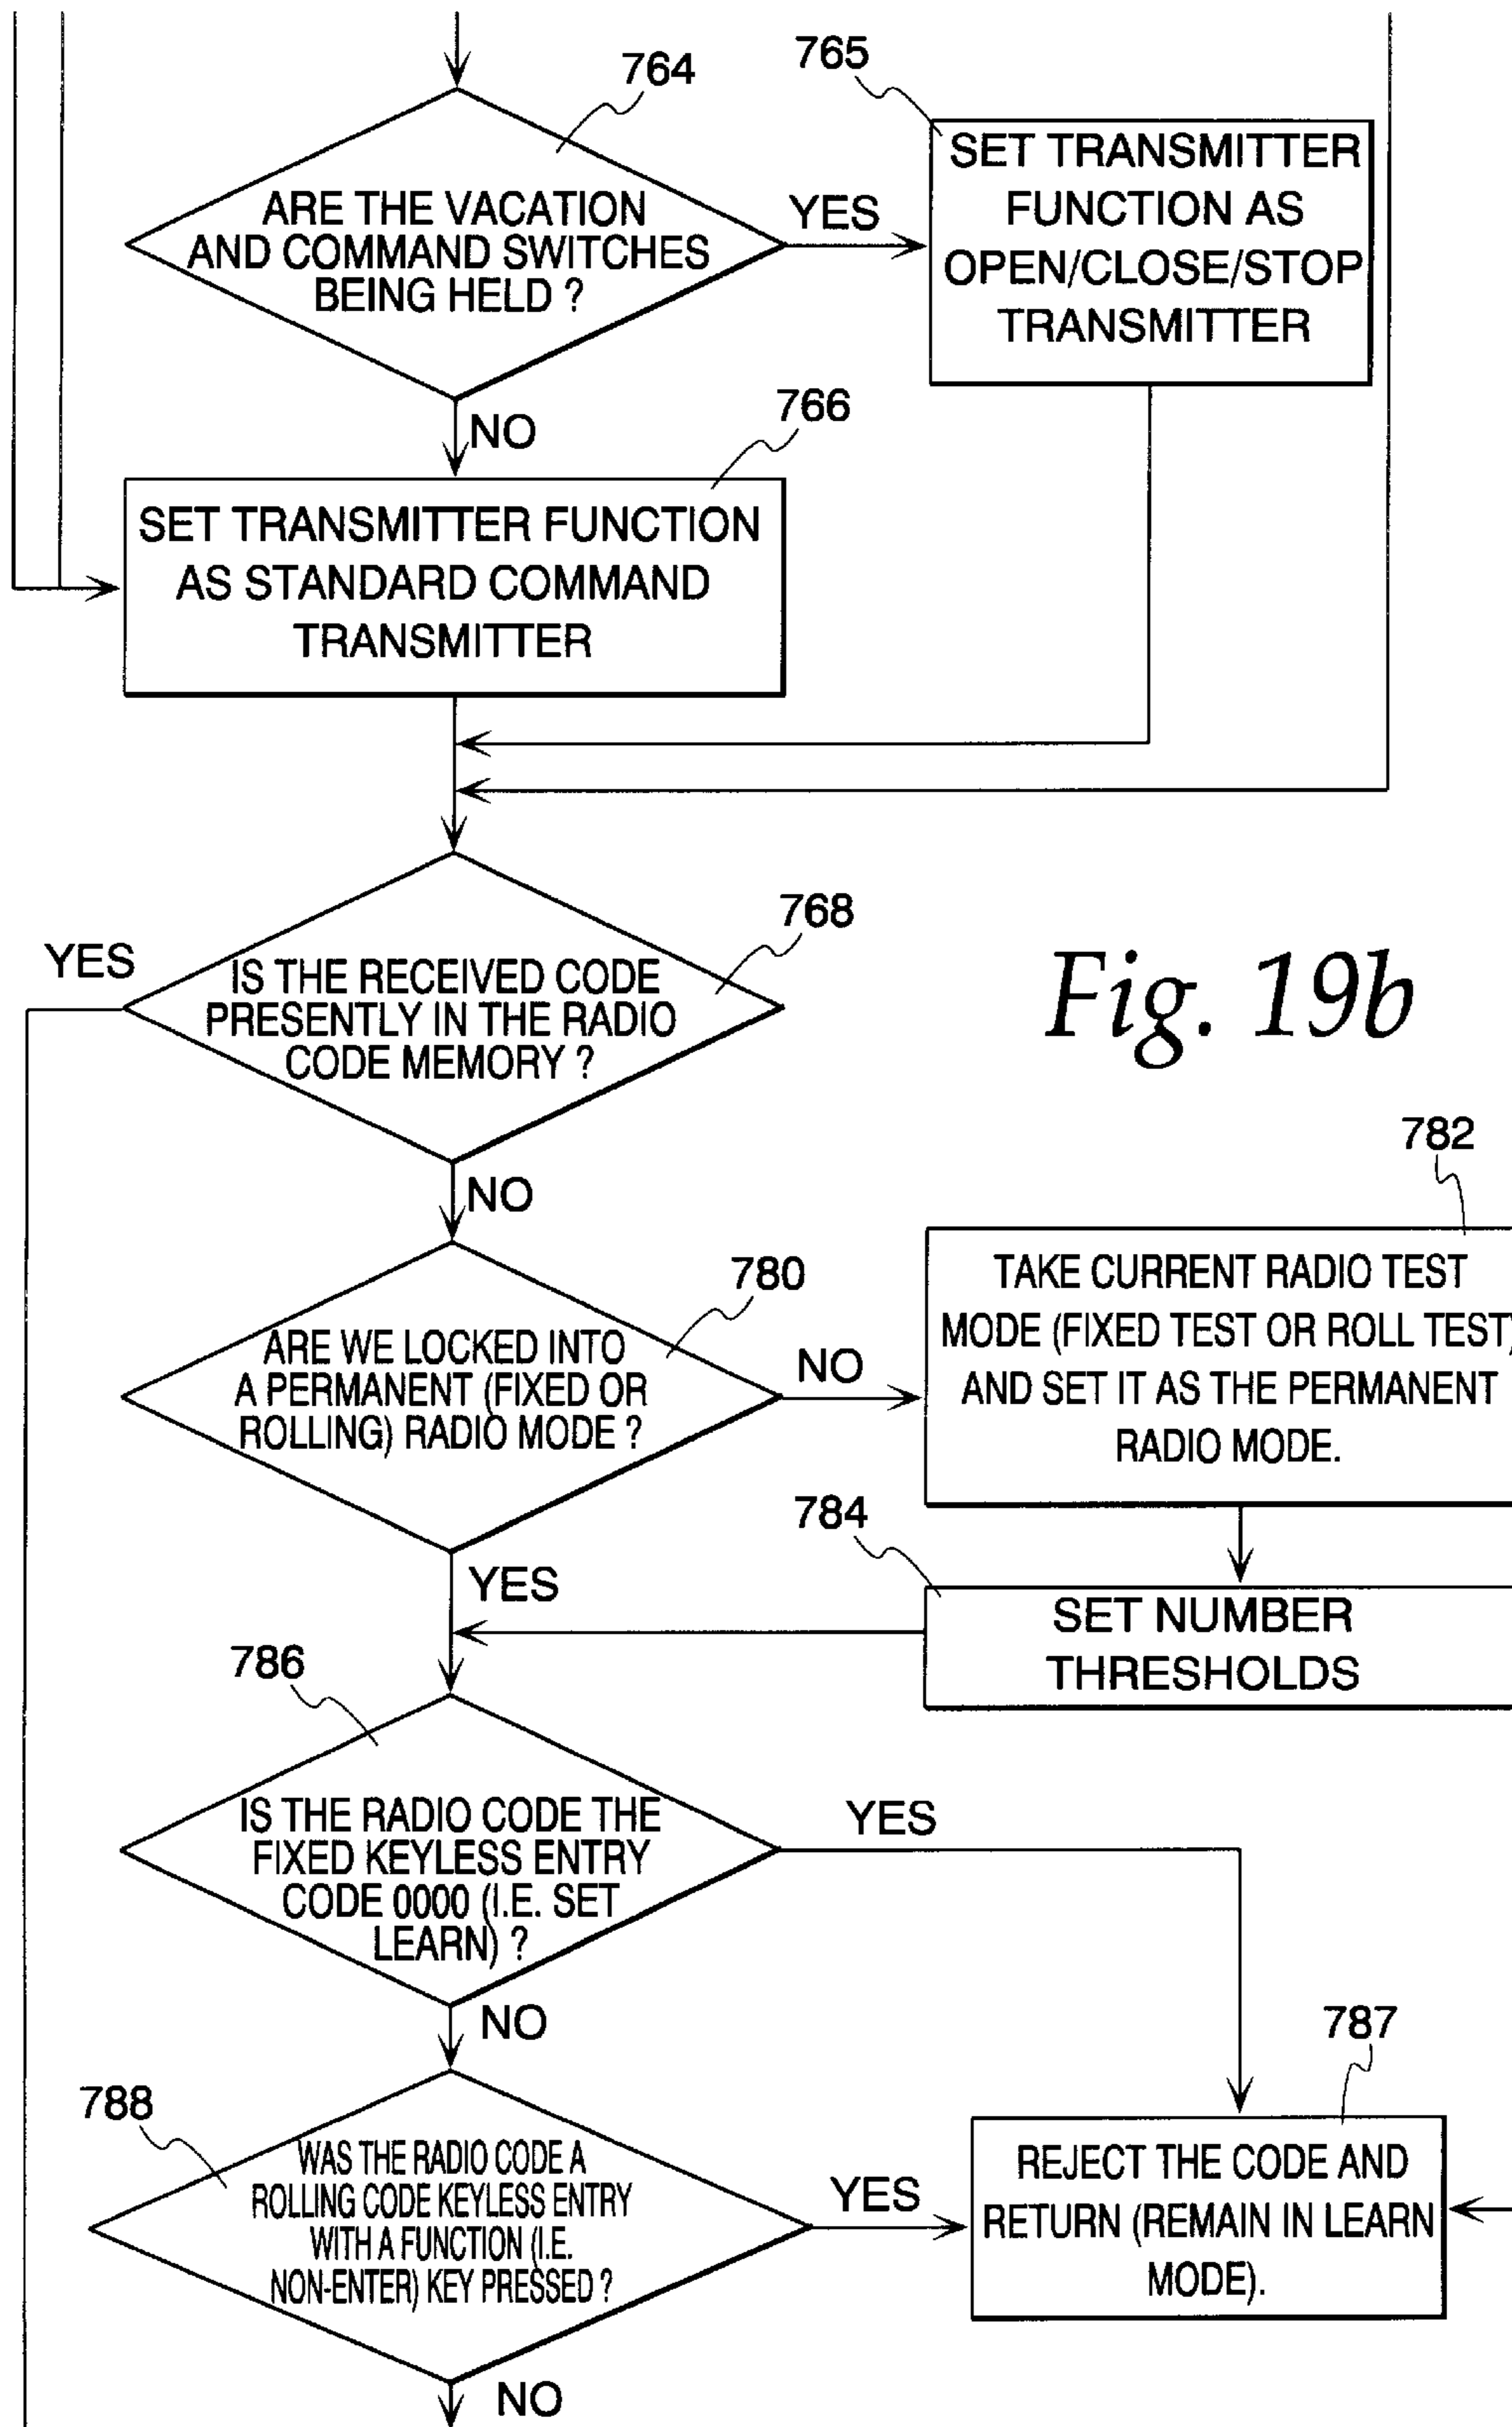 764
ARE THE VACATION
AND COMMAND SWITCHES
BEING HELD ?
YES
765
SET TRANSMITTER
FUNCTION AS
OPEN/CLOSE/STOP
TRANSMITTER
NO
766
SET TRANSMITTER FUNCTION
AS STANDARD COMMAND
TRANSMITTER
768
YES
IS THE RECEIVED CODE
PRESENTLY IN THE RADIO
CODE MEMORY ?
Fig. 19b
NO
780
ARE WE LOCKED INTO
A PERMANENT (FIXED OR
ROLLING) RADIO MODE ?
NO
782
TAKE CURRENT RADIO TEST
MODE (FIXED TEST OR ROLL TEST)
AND SET IT AS THE PERMANENT
RADIO MODE.
YES
784
SET NUMBER
THRESHOLDS
786
IS THE RADIO CODE THE
FIXED KEYLESS ENTRY
CODE 0000 (I.E. SET
LEARN) ?
YES
NO
788
WAS THE RADIO CODE A
ROLLING CODE KEYLESS ENTRY
WITH A FUNCTION (I.E.
NON-ENTER) KEY PRESSED ?
YES
787
REJECT THE CODE AND
RETURN (REMAIN IN LEARN
MODE).
NO